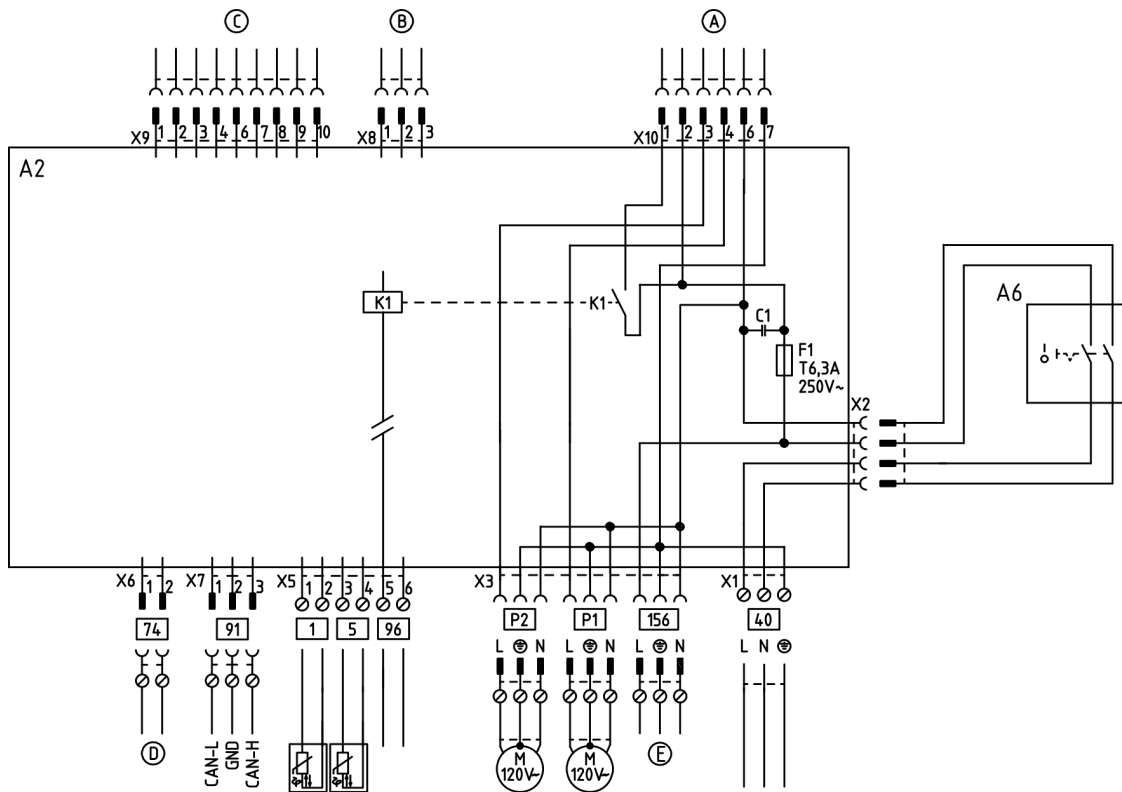 C
B
A
X9 1 2 3 4 6 7 8 9 10
X8 1 2 3
X10 1 2 3 4 6 7
A2
A6
K1
K1
C1
F1
T6,3A
250V~
X2
X6 1 2
X7 1 2 3
X5 1 2 3 4 5 6
X3
X1
74
91
1
5
96
P2
P1
156
40
L N
L N
L N
L N
D
CAN-L
GND
CAN-H
M
120V~
M
120V~
E